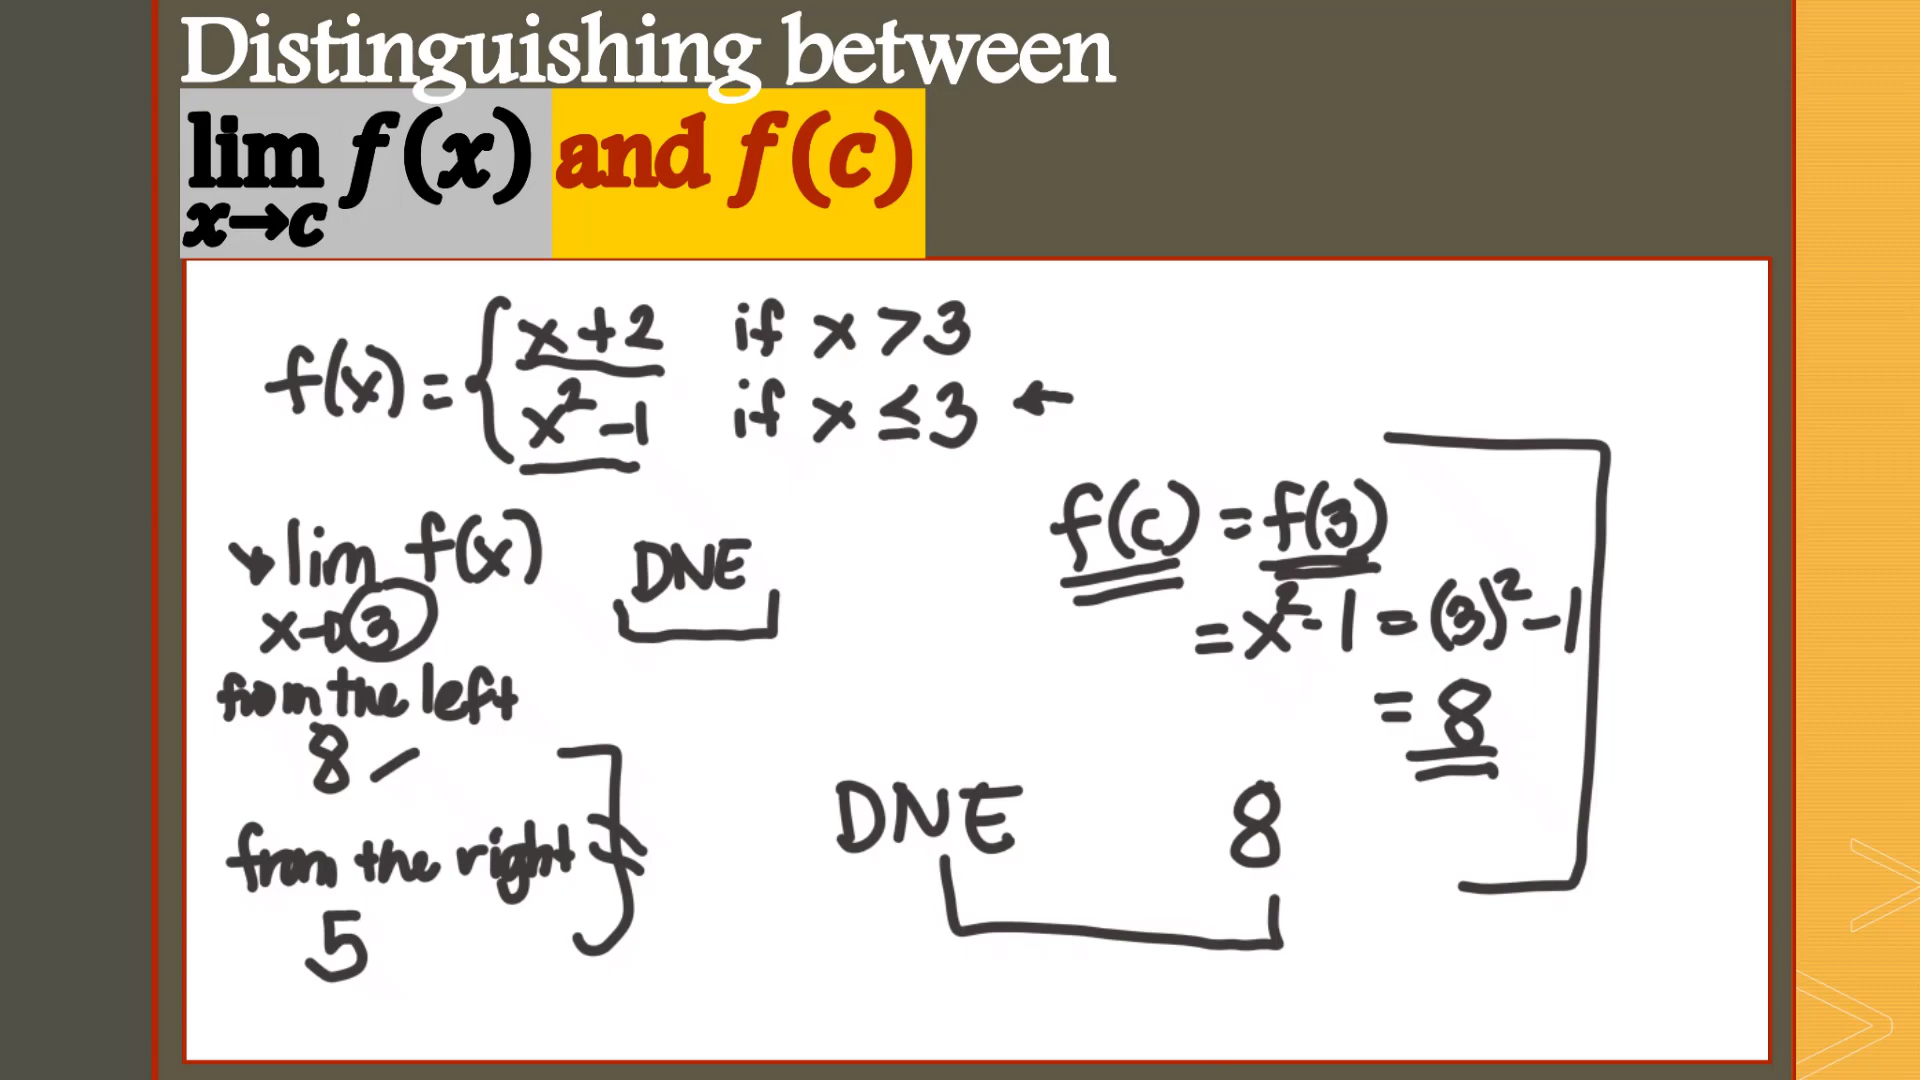 Distinguishing between
lim f(x) and f(c)
x→c
f(x) = { x+2 if x > 3
x² - 1 if x ≤ 3 ←
lim f(x) DNE
x→3
from the left
8
from the right
5
f(c) = f(3)
= x² - 1 = (3)² - 1
= 8
DNE 8